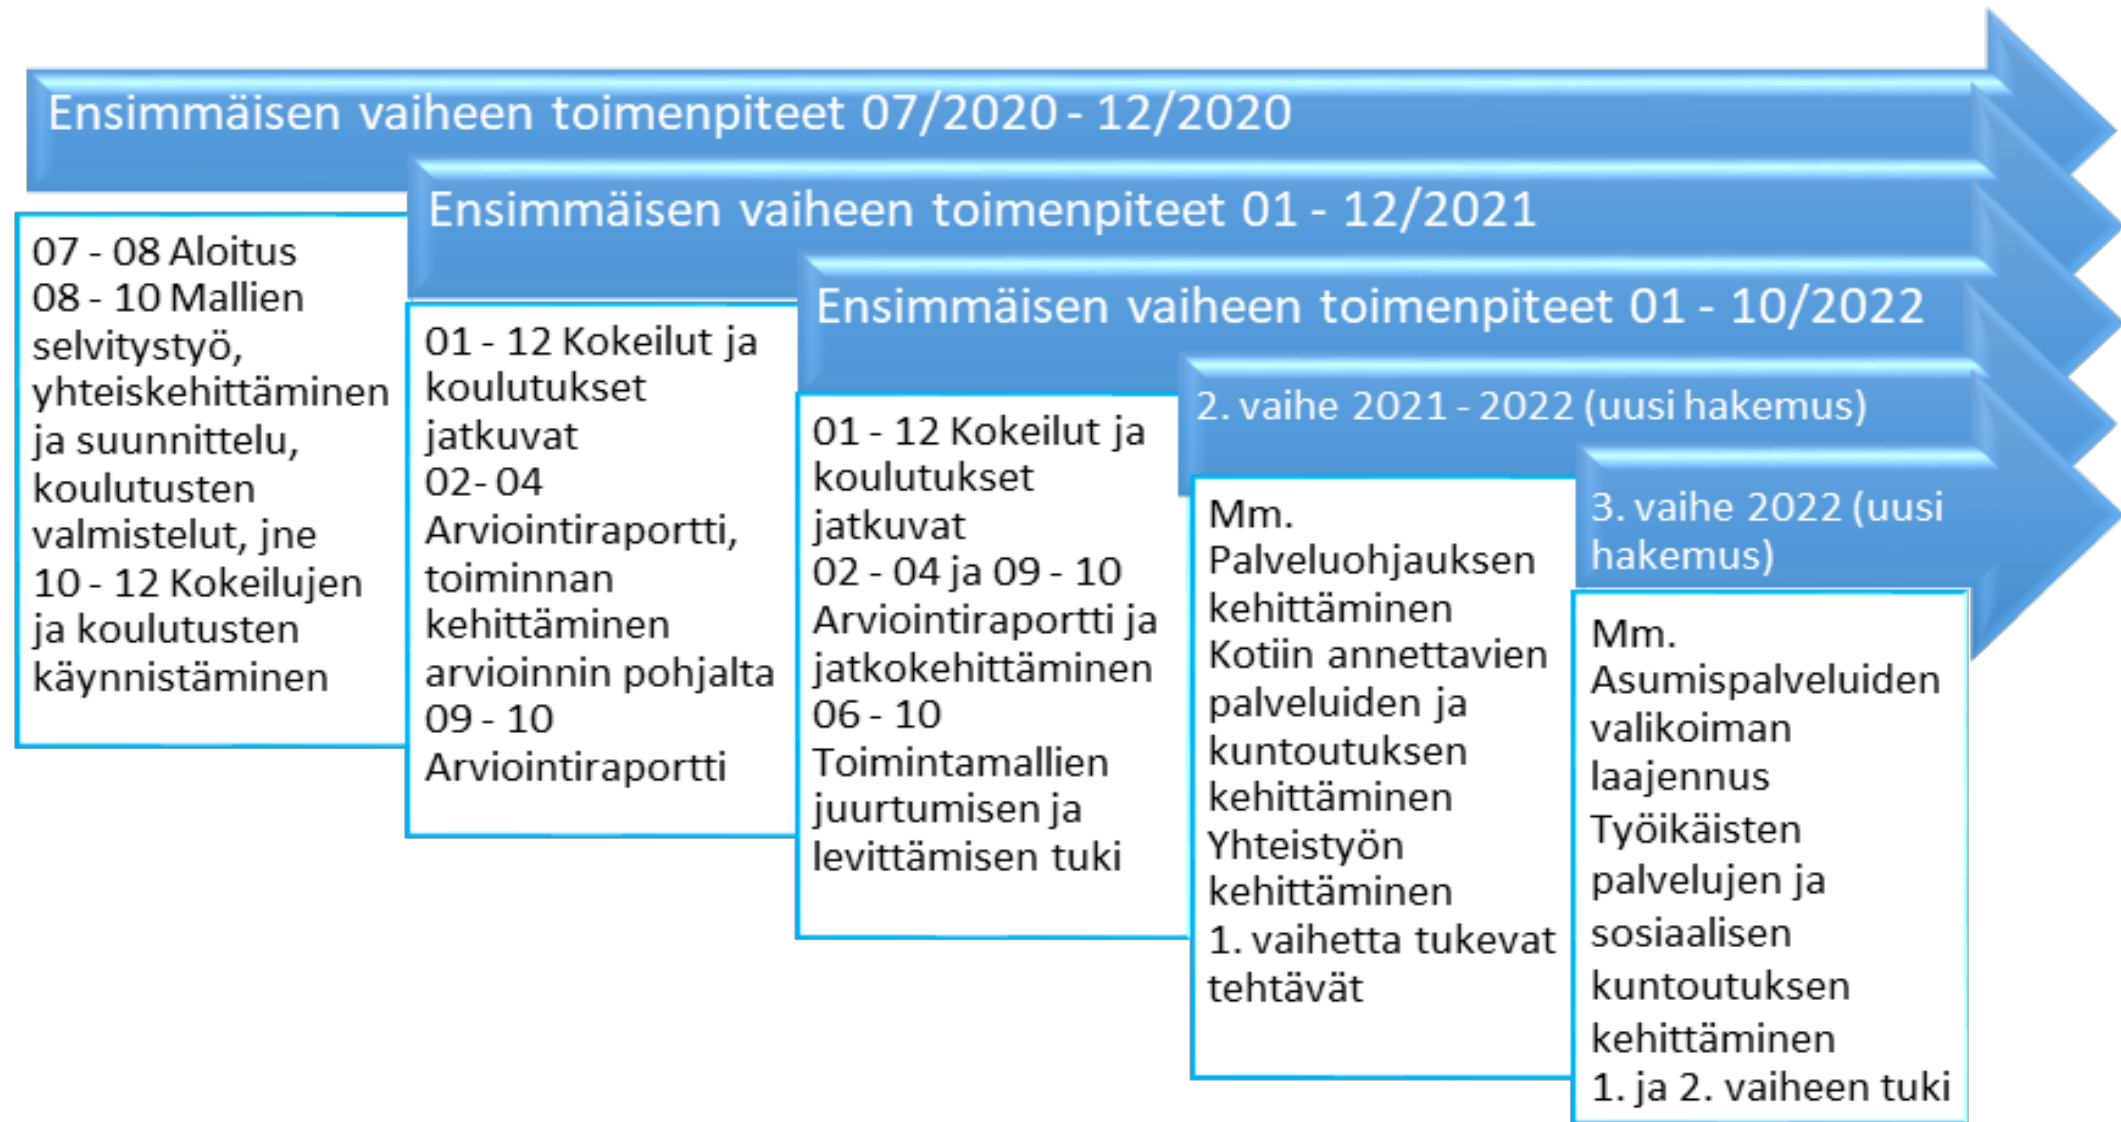 Ensimmäisen vaiheen toimenpiteet 07/2020 - 12/2020
07 - 08 Aloitus
08 - 10 Mallien
selvitystyö,
yhteiskehittäminen
ja suunnittelu,
koulutusten
valmistelut, jne
10 - 12 Kokeilujen
ja koulutusten
käynnistäminen
Ensimmäisen vaiheen toimenpiteet 01 - 12/2021
01 - 12 Kokeilut ja
koulutukset
jatkuvat
02- 04
Arviointiraportti,
toiminnan
kehittäminen
arvioinnin pohjalta
09 - 10
Arviointiraportti
Ensimmäisen vaiheen toimenpiteet 01 - 10/2022
01 - 12 Kokeilut ja
koulutukset
jatkuvat
02 - 04 ja 09 - 10
Arviointiraportti ja
jatkokehittäminen
06 - 10
Toimintamallien
juurtumisen ja
levittämisen tuki
2. vaihe 2021 - 2022 (uusi hakemus)
Mm.
Palveluohjauksen
kehittäminen
Kotiin annettavien
palveluiden ja
kuntoutuksen
kehittäminen
Yhteistyön
kehittäminen
1. vaihetta tukevat
tehtävät
3. vaihe 2022 (uusi
hakemus)
Mm.
Asumispalveluiden
valikoiman
laajennus
Työikäisten
palvelujen ja
sosiaalisen
kuntoutuksen
kehittäminen
1. ja 2. vaiheen tuki